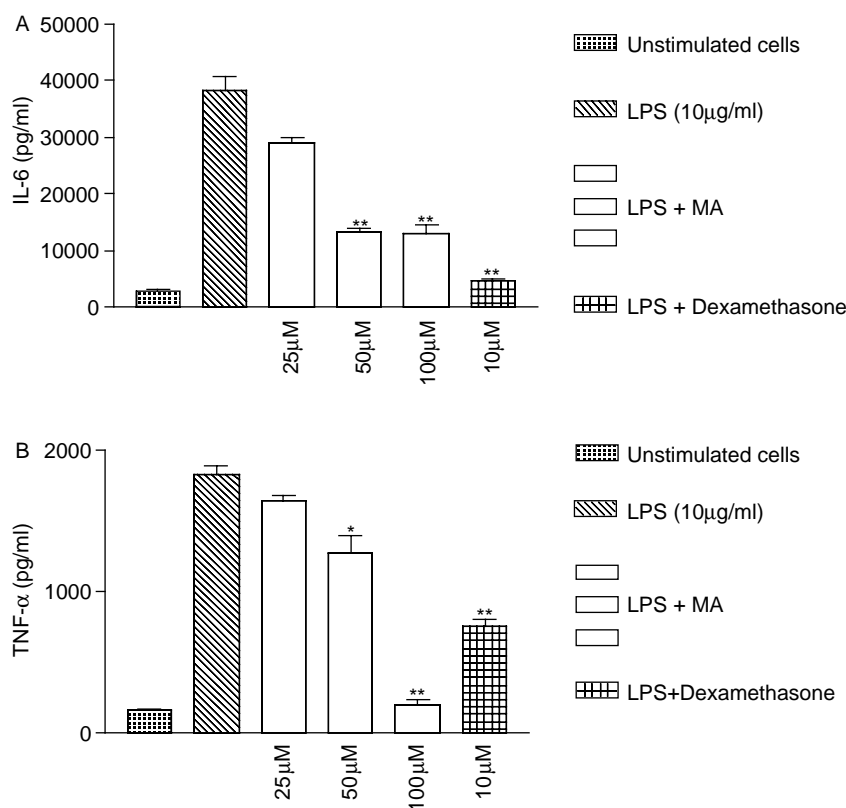 A
IL-6 (pg/ml)
50000
40000
30000
20000
10000
0
**
**
**
25μM
50μM
100μM
10μM
Unstimulated cells
LPS (10μg/ml)
LPS + MA
LPS + Dexamethasone
B
TNF-α (pg/ml)
2000
1000
0
*
**
**
25μM
50μM
100μM
10μM
Unstimulated cells
LPS (10μg/ml)
LPS + MA
LPS+Dexamethasone